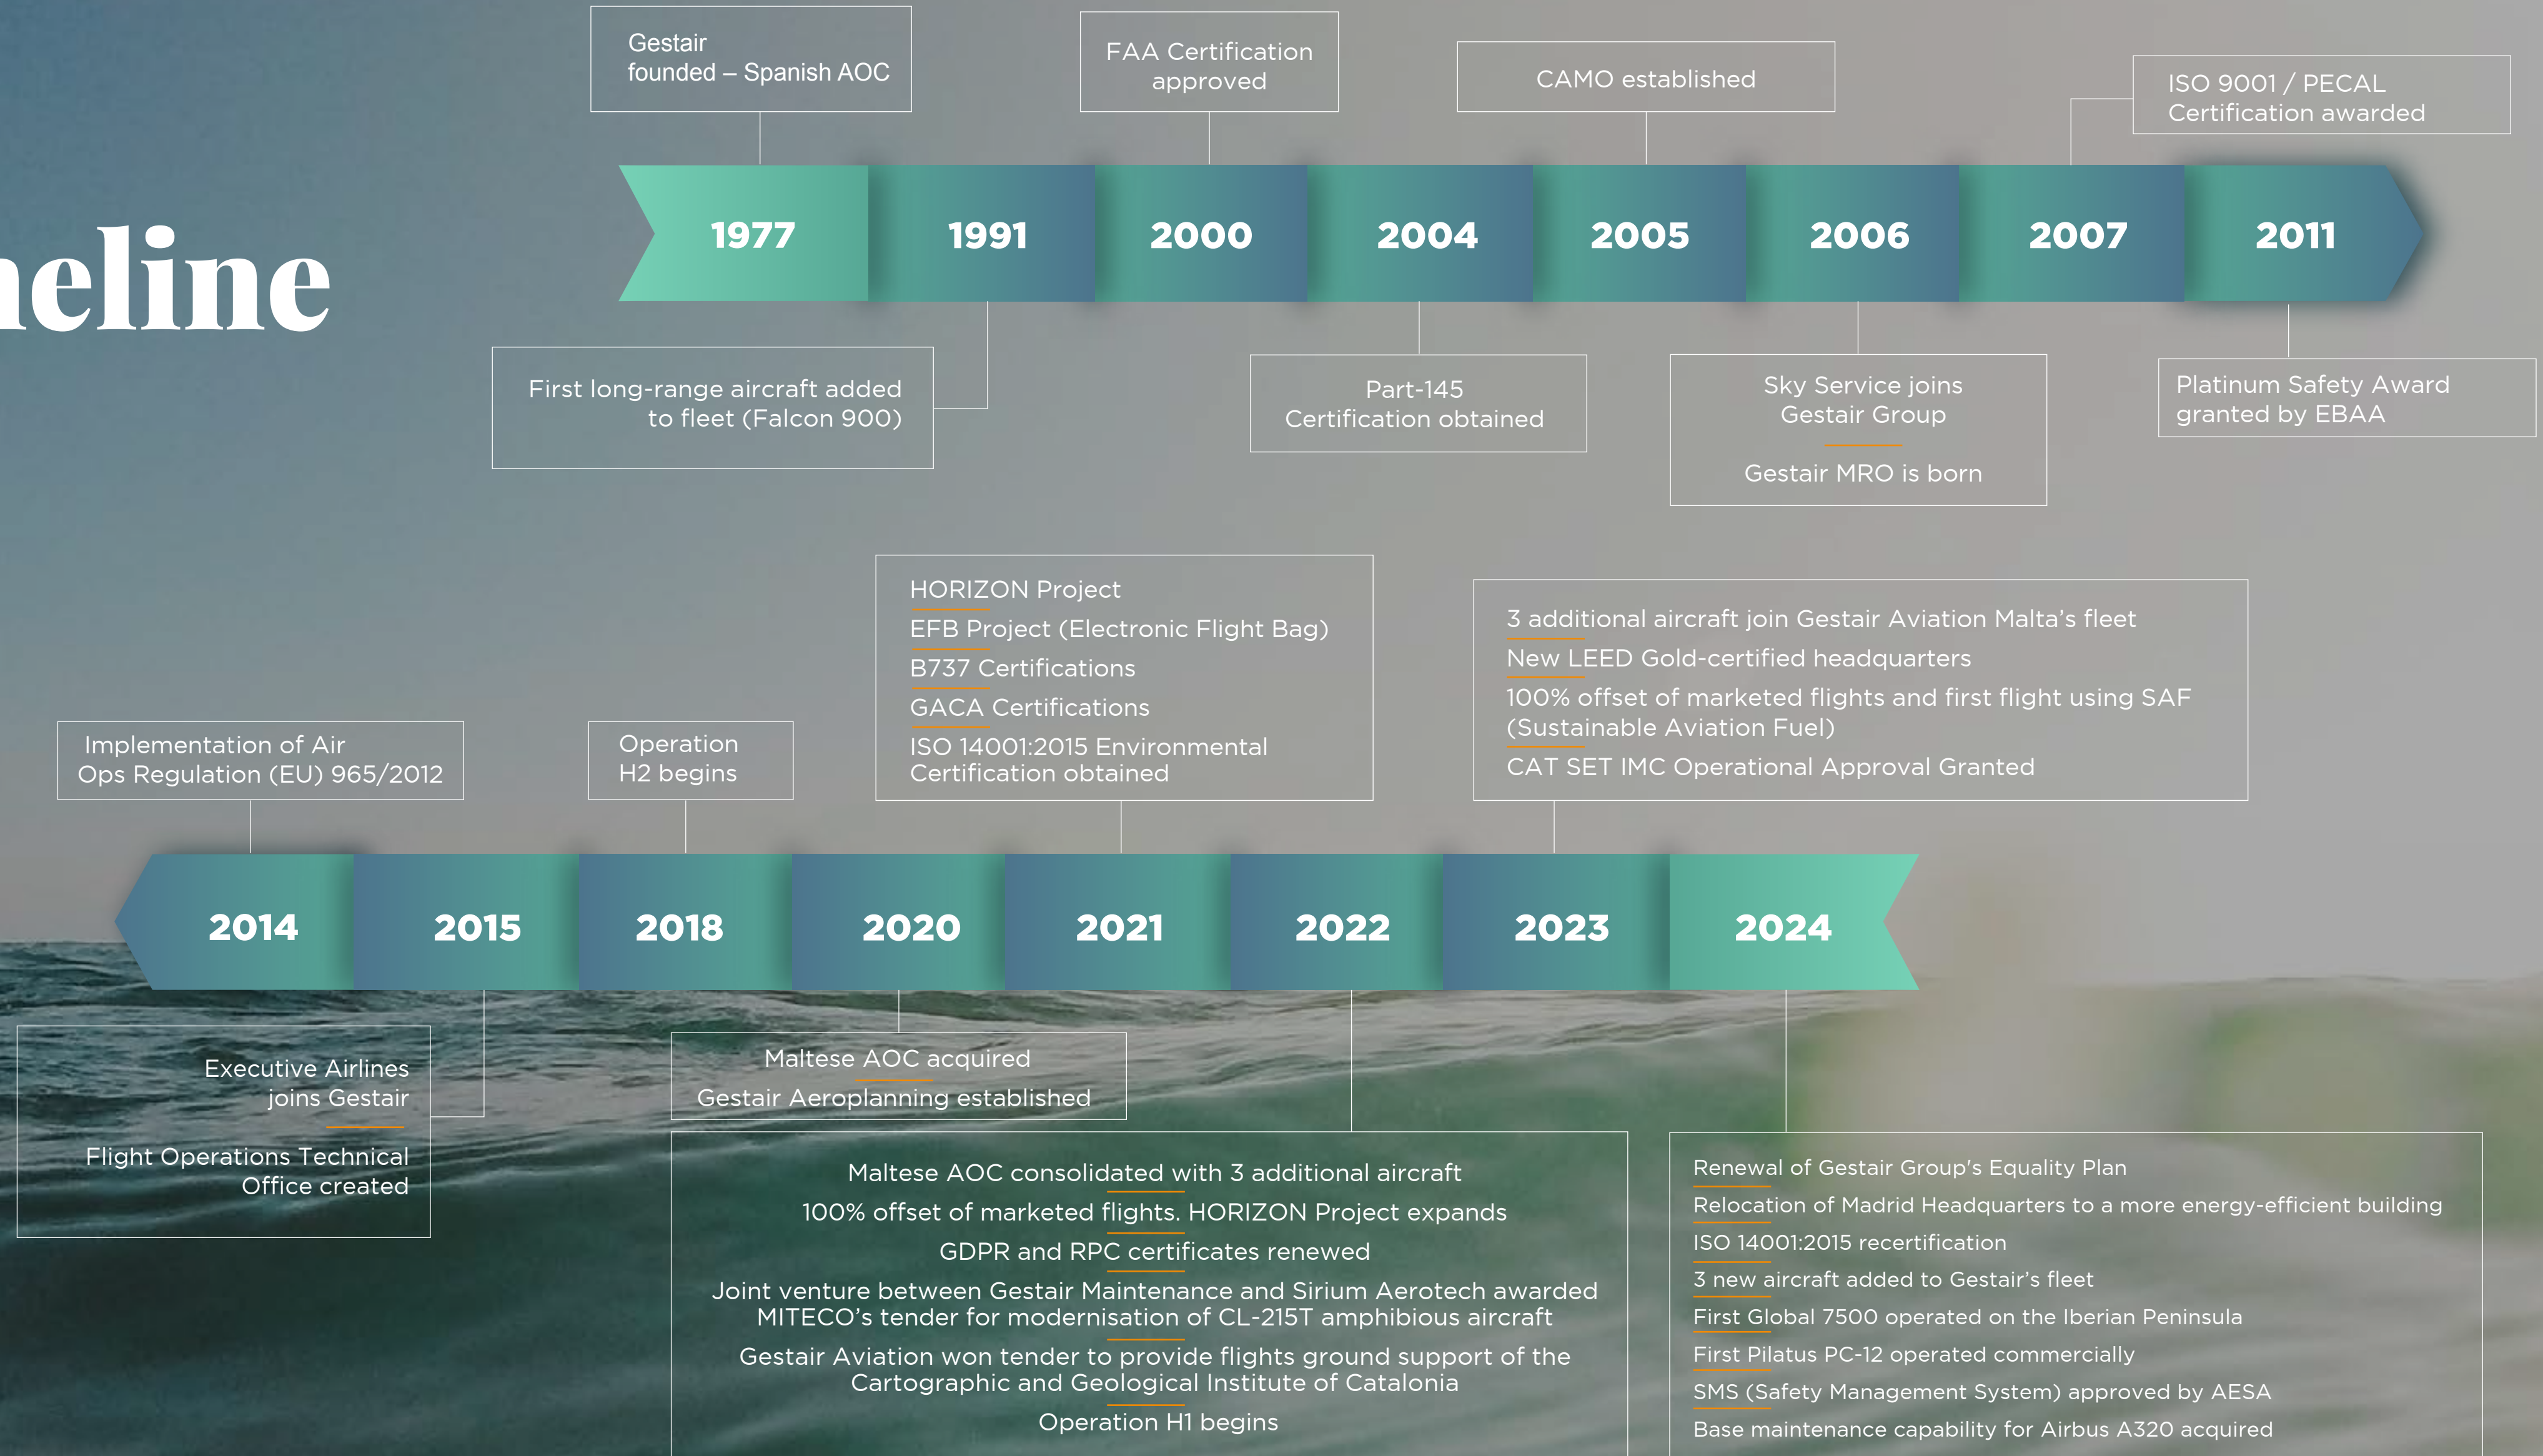 neline
Gestair
founded – Spanish AOC
FAA Certification
approved
CAMO established
ISO 9001 / PECAL
Certification awarded
1977 1991 2000 2004 2005 2006 2007 2011
First long-range aircraft added
to fleet (Falcon 900)
Part-145
Certification obtained
Sky Service joins
Gestair Group
Gestair MRO is born
Platinum Safety Award
granted by EBAA
Implementation of Air
Ops Regulation (EU) 965/2012
Operation
H2 begins
HORIZON Project
EFB Project (Electronic Flight Bag)
B737 Certifications
GACA Certifications
ISO 14001:2015 Environmental
Certification obtained
3 additional aircraft join Gestair Aviation Malta’s fleet
New LEED Gold-certified headquarters
100% offset of marketed flights and first flight using SAF
(Sustainable Aviation Fuel)
CAT SET IMC Operational Approval Granted
2014 2015 2018 2020 2021 2022 2023 2024
Executive Airlines
joins Gestair
Flight Operations Technical
Office created
Maltese AOC acquired
Gestair Aeroplanning established
Maltese AOC consolidated with 3 additional aircraft
100% offset of marketed flights. HORIZON Project expands
GDPR and RPC certificates renewed
Joint venture between Gestair Maintenance and Sirium Aerotech awarded
MITECO’s tender for modernisation of CL-215T amphibious aircraft
Gestair Aviation won tender to provide flights ground support of the
Cartographic and Geological Institute of Catalonia
Operation H1 begins
Renewal of Gestair Group's Equality Plan
Relocation of Madrid Headquarters to a more energy-efficient building
ISO 14001:2015 recertification
3 new aircraft added to Gestair’s fleet
First Global 7500 operated on the Iberian Peninsula
First Pilatus PC-12 operated commercially
SMS (Safety Management System) approved by AESA
Base maintenance capability for Airbus A320 acquired